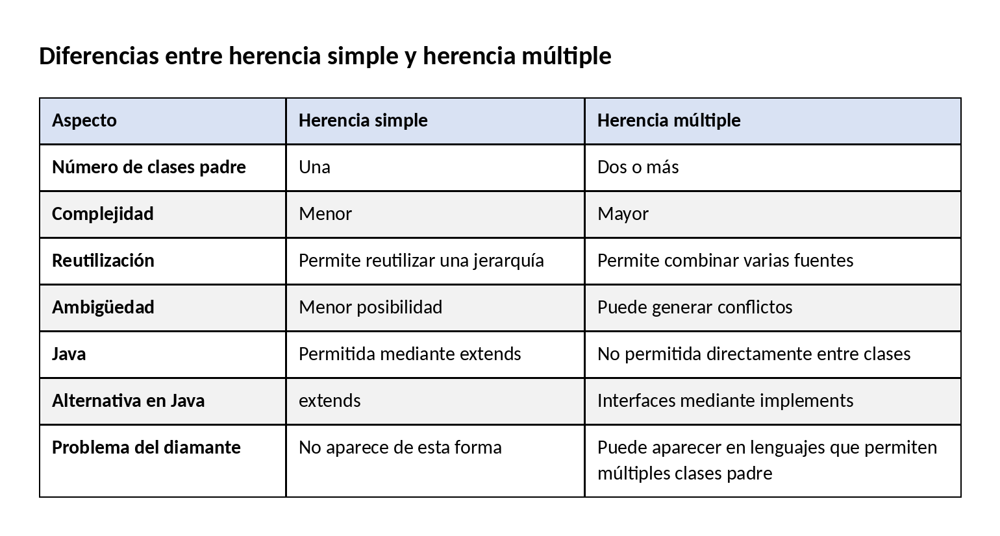 Diferencias entre herencia simple y herencia múltiple
Aspecto Herencia simple Herencia múltiple
Número de clases padre Una Dos o más
Complejidad Menor Mayor
Reutilización Permite reutilizar una jerarquía Permite combinar varias fuentes
Ambigüedad Menor posibilidad Puede generar conflictos
Java Permitida mediante extends No permitida directamente entre clases
Alternativa en Java extends Interfaces mediante implements
Problema del diamante No aparece de esta forma Puede aparecer en lenguajes que permiten
múltiples clases padre